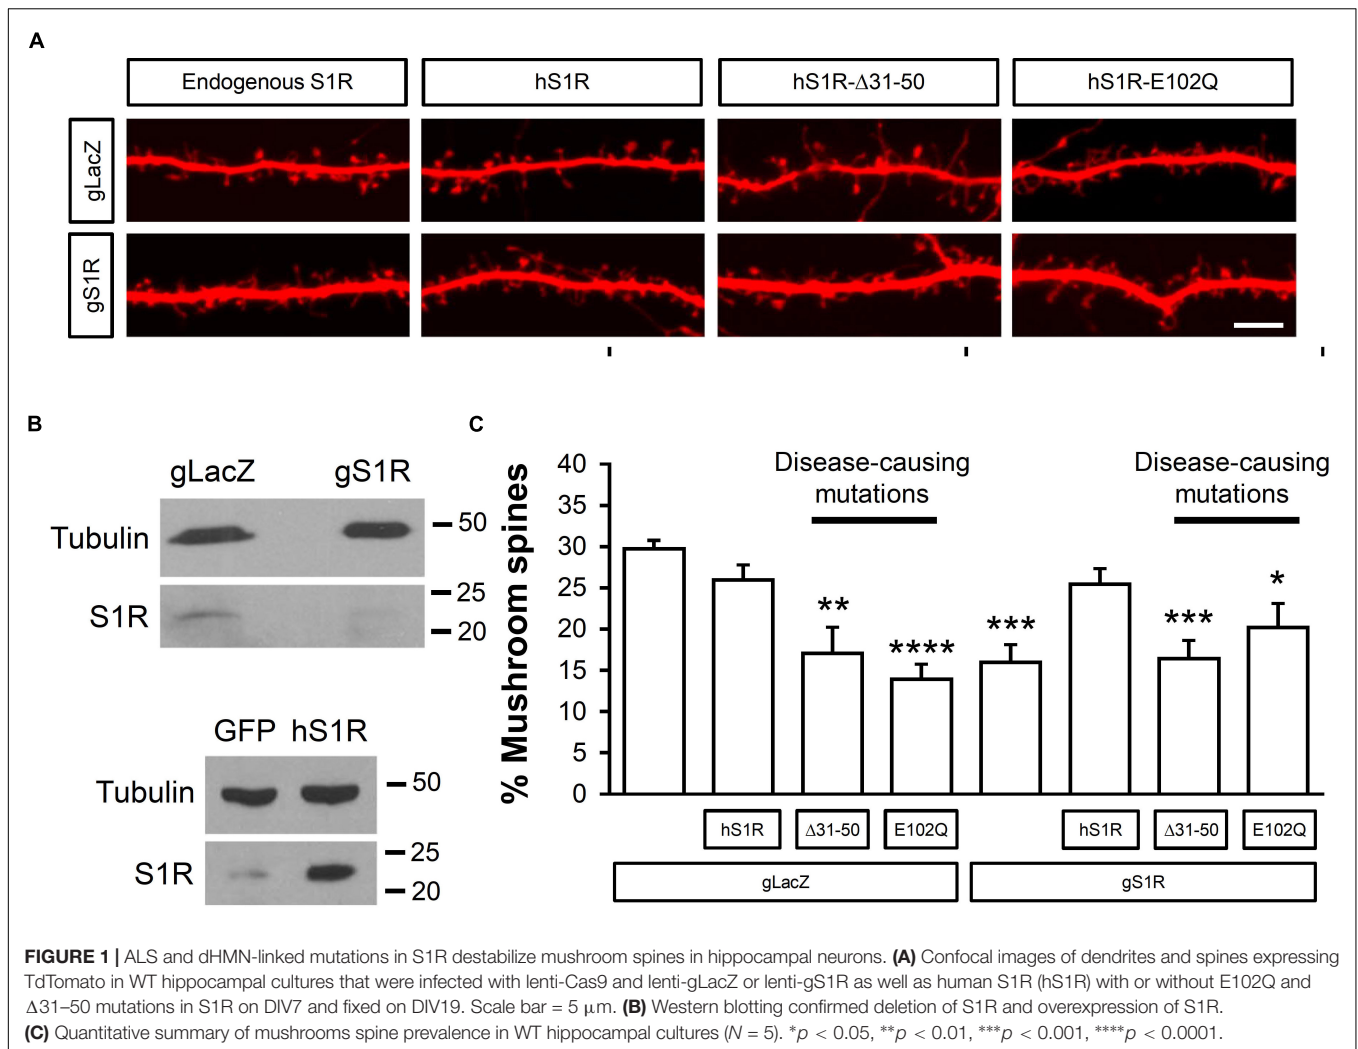 A
Endogenous S1R
hS1R
hS1R-Δ31-50
hS1R-E102Q
gLacZ
gS1R
B
gLacZ gS1R
Tubulin
50
S1R
25
20
GFP hS1R
Tubulin
50
S1R
25
20
C
% Mushroom spines
40
35
30
25
20
15
10
5
0
Disease-causing
mutations
Disease-causing
mutations
**
****
***
***
*
hS1R
Δ31-50
E102Q
hS1R
Δ31-50
E102Q
gLacZ
gS1R
FIGURE 1 | ALS and dHMN-linked mutations in S1R destabilize mushroom spines in hippocampal neurons. (A) Confocal images of dendrites and spines expressing
TdTomato in WT hippocampal cultures that were infected with lenti-Cas9 and lenti-gLacZ or lenti-gS1R as well as human S1R (hS1R) with or without E102Q and
Δ31–50 mutations in S1R on DIV7 and fixed on DIV19. Scale bar = 5 μm. (B) Western blotting confirmed deletion of S1R and overexpression of S1R.
(C) Quantitative summary of mushrooms spine prevalence in WT hippocampal cultures (N = 5). *p < 0.05, **p < 0.01, ***p < 0.001, ****p < 0.0001.